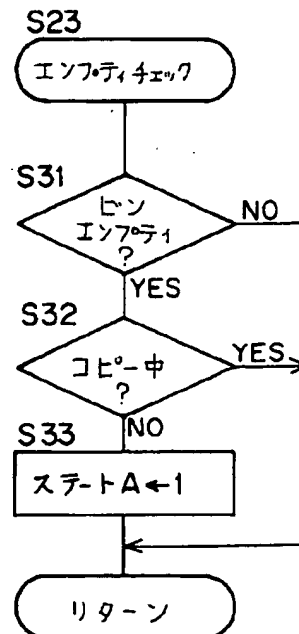 S23
エンプティチェック
S31
ビン
エンプティ
?
NO
YES
S32
コピー中
?
YES
NO
S33
ステートA←1
リターン